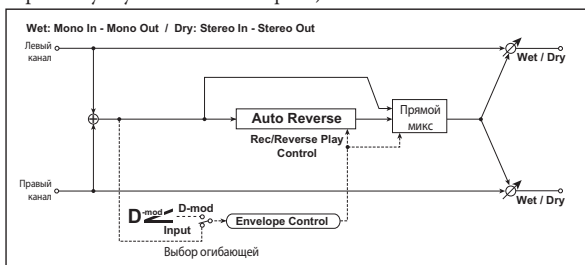 Wet: Mono In - Mono Out / Dry: Stereo In - Stereo Out
Левый
канал
Wet / Dry
Auto Reverse
Прямой
микс
Rec/Reverse Play
Control
Правый
канал
Wet / Dry
D-mod
D-mod
Envelope Control
Input
Выбор огибающей